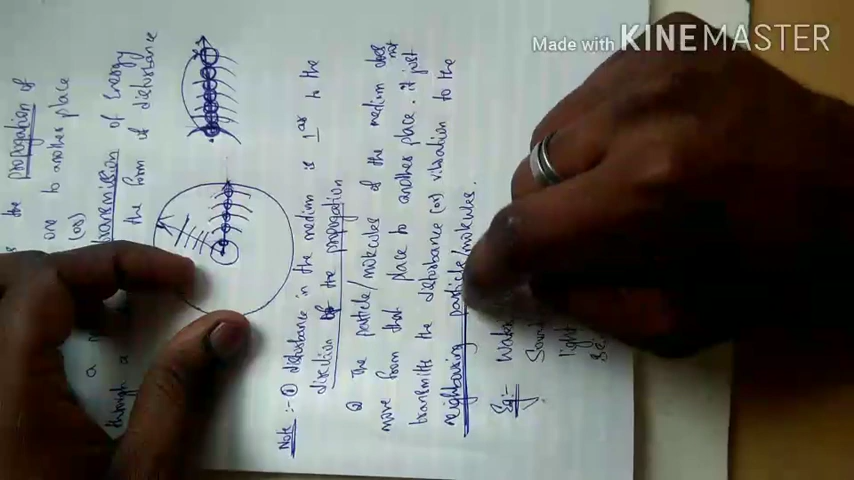 the propagation of
one to another place
(or)
transmission of Energy
through a the form of disturbance
Note :- ① disturbance in the medium is ⊥ar to the
direction of the propagation
② The particle/molecules of the medium does not
move from that place to another place. it just
transmits the disturbance (or) vibration to the
neighbouring particle/molecules.
Eg:- Water
Made with KINEMASTER